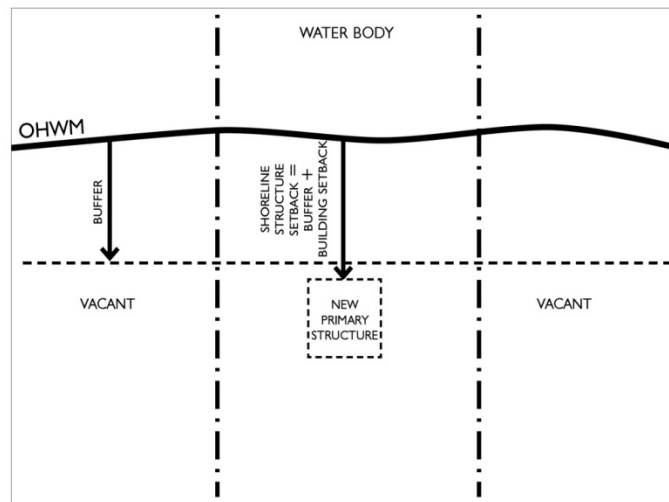 WATER BODY
OHWM
BUFFER
SHORELINE
STRUCTURE
SETBACK =
BUFFER +
BUILDING SETBACK
VACANT
NEW
PRIMARY
STRUCTURE
VACANT